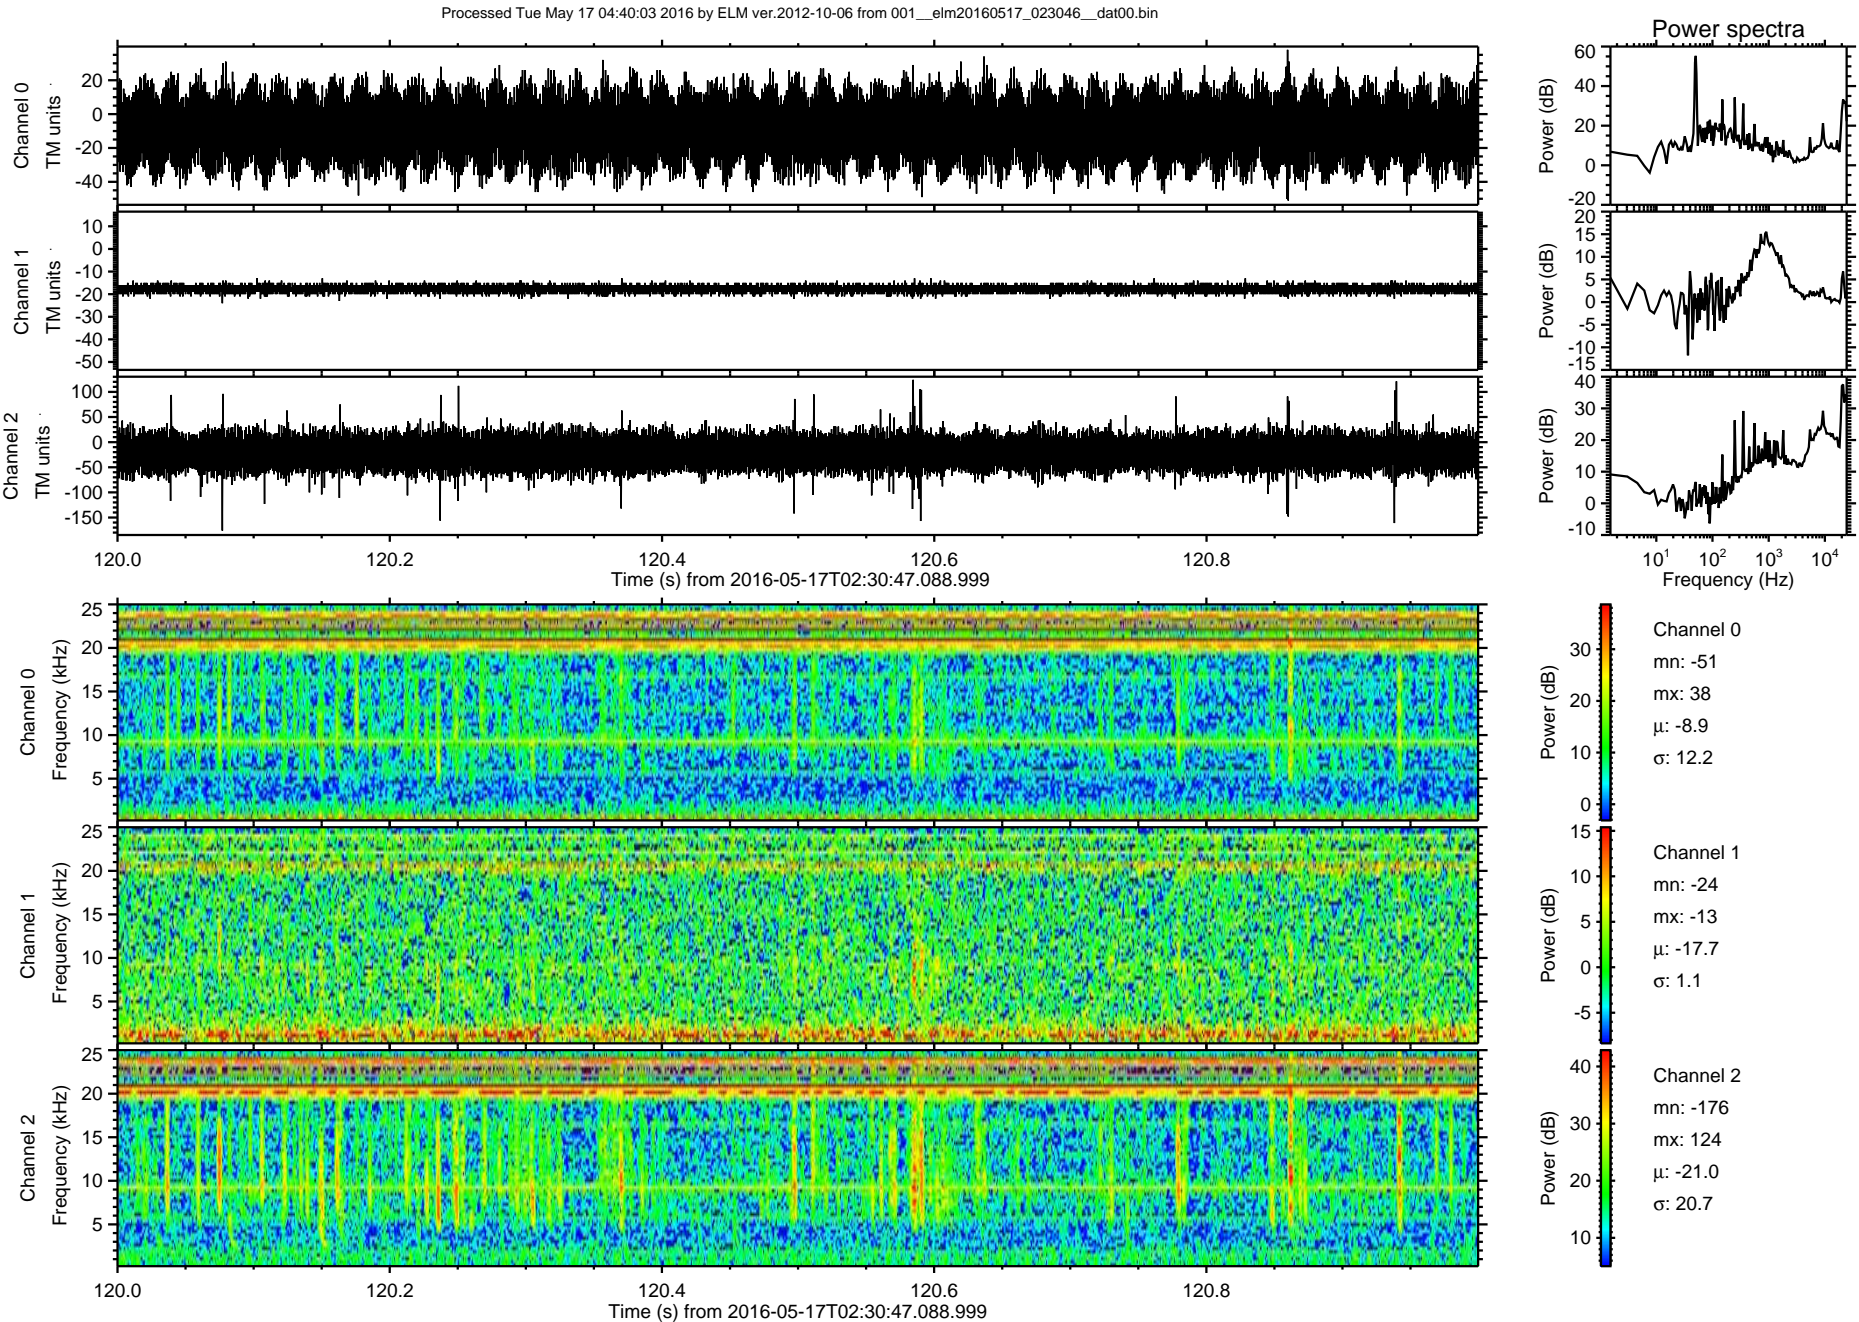 Processed Tue May 17 04:40:03 2016 by ELM ver.2012-10-06 from 001__elm20160517_023046__dat00.bin
Power spectra
Channel 0
TM units
20
0
-20
-40
Power (dB)
60
40
20
0
-20
Channel 1
TM units
10
0
-10
-20
-30
-40
-50
Power (dB)
20
15
10
5
0
-5
-10
-15
Channel 2
TM units
100
50
0
-50
-100
-150
Power (dB)
40
30
20
10
0
-10
120.0 120.2 120.4 120.6 120.8
Time (s) from 2016-05-17T02:30:47.088.999
10^1 10^2 10^3 10^4
Frequency (Hz)
Channel 0
Frequency (kHz)
25
20
15
10
5
Power (dB)
30
20
10
0
Channel 0
mn: -51
mx: 38
μ: -8.9
σ: 12.2
Channel 1
Frequency (kHz)
25
20
15
10
5
Power (dB)
15
10
5
0
-5
Channel 1
mn: -24
mx: -13
μ: -17.7
σ: 1.1
Channel 2
Frequency (kHz)
25
20
15
10
5
Power (dB)
40
30
20
10
Channel 2
mn: -176
mx: 124
μ: -21.0
σ: 20.7
120.0 120.2 120.4 120.6 120.8
Time (s) from 2016-05-17T02:30:47.088.999